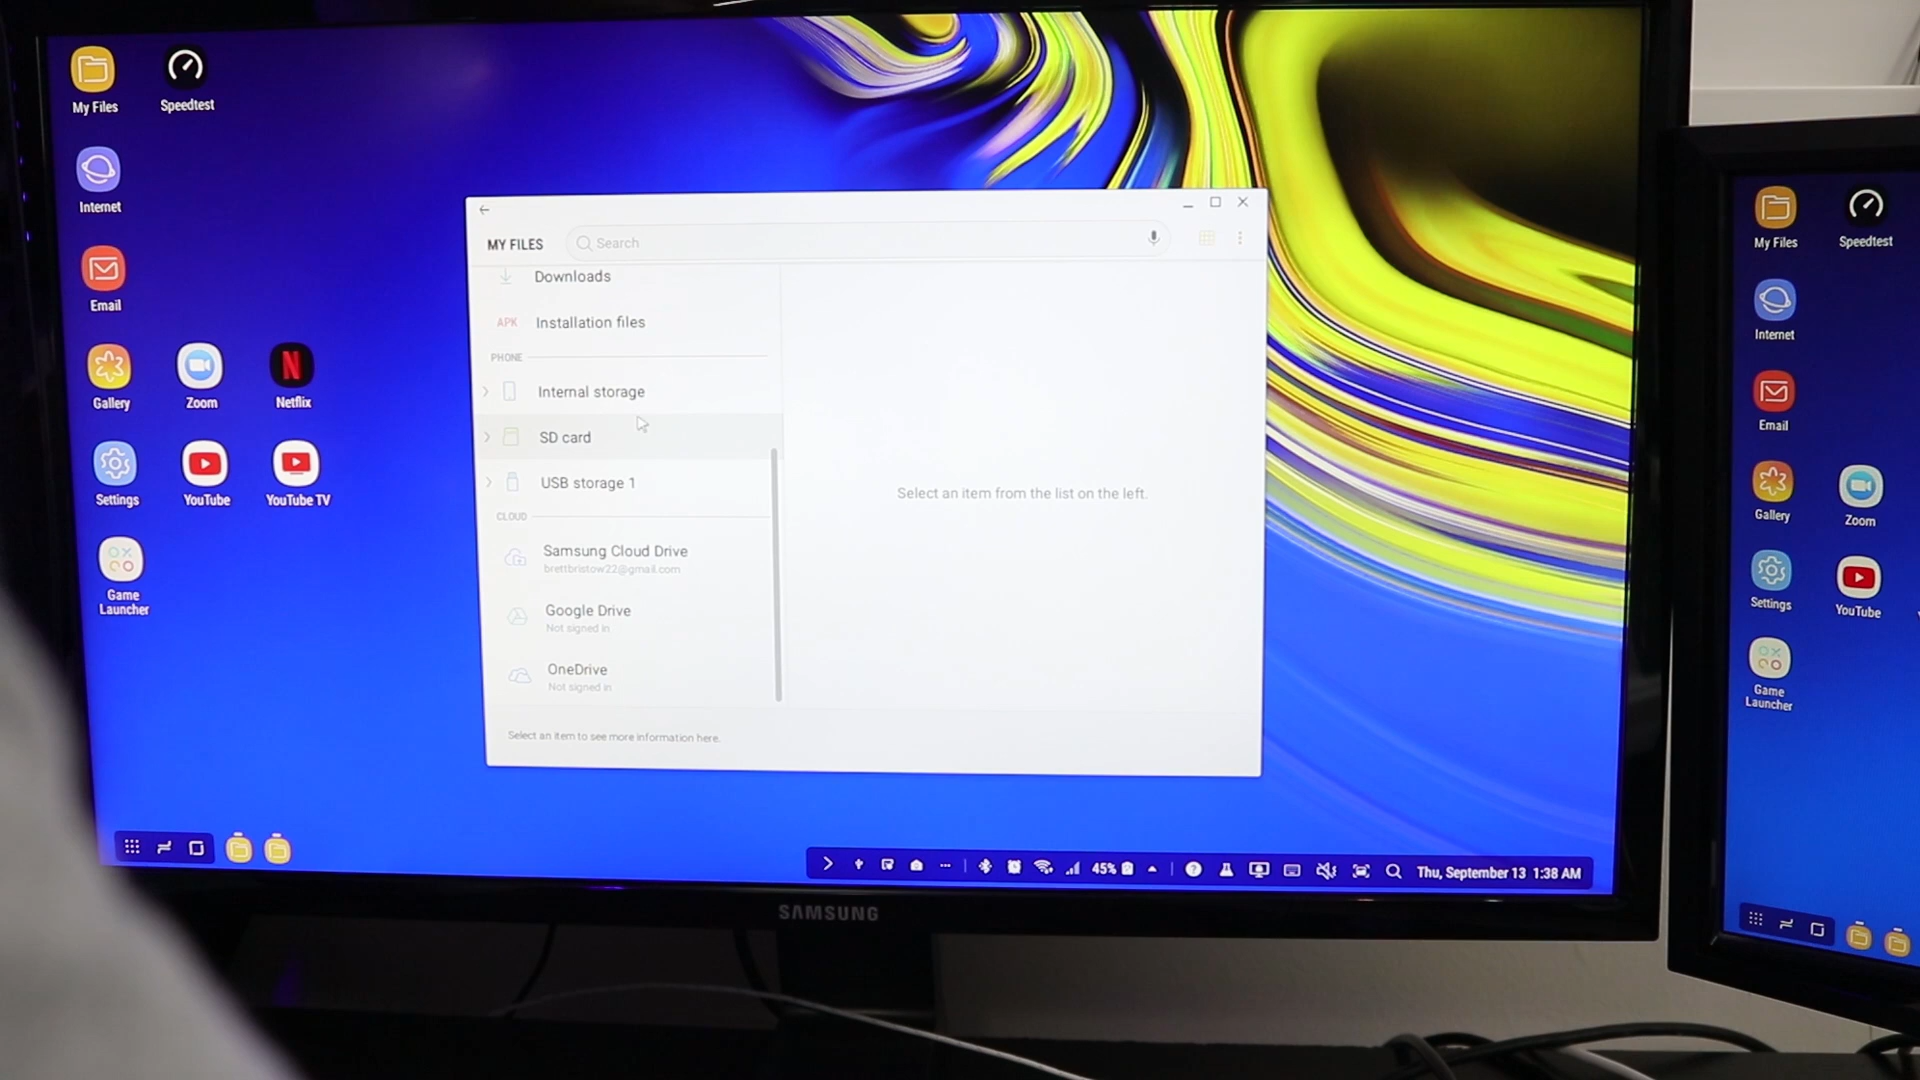 My Files
Speedtest
Internet
Email
Gallery
Zoom
Netflix
Settings
YouTube
YouTube TV
Game
Launcher
MY FILES
Search
Downloads
APK
Installation files
PHONE
Internal storage
SD card
USB storage 1
CLOUD
Samsung Cloud Drive
brettbristow22@gmail.com
Google Drive
Not signed in
OneDrive
Not signed in
Select an item from the list on the left.
Select an item to see more information here.
45%
Thu, September 13 1:38 AM
SAMSUNG
My Files
Speedtest
Internet
Email
Gallery
Zoom
Settings
YouTube
Game
Launcher